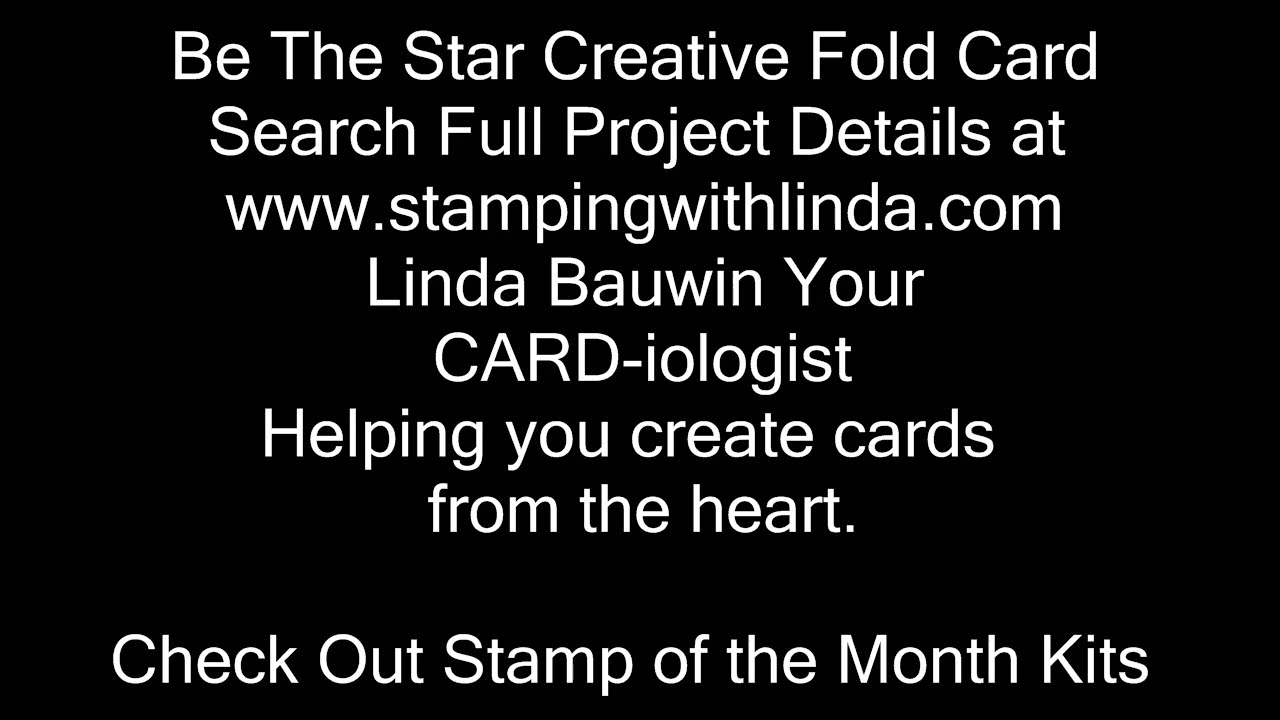 Be The Star Creative Fold Card
Search Full Project Details at
www.stampingwithlinda.com
Linda Bauwin Your
CARD-iologist
Helping you create cards
from the heart.
Check Out Stamp of the Month Kits